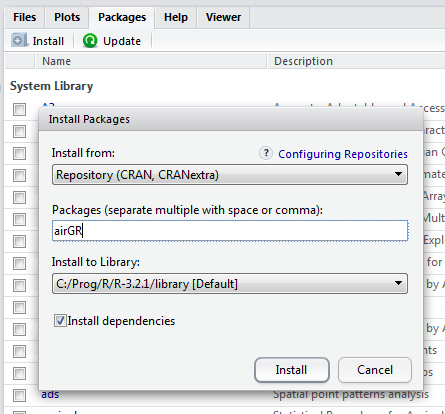 Files Plots Packages Help Viewer
Install Update
Name Description
System Library
Install Packages
Install from: ? Configuring Repositories
Repository (CRAN, CRANextra)
Packages (separate multiple with space or comma):
airGR
Install to Library:
C:/Prog/R/R-3.2.1/library [Default]
Install dependencies
Install Cancel
ads Spatial point patterns analysis